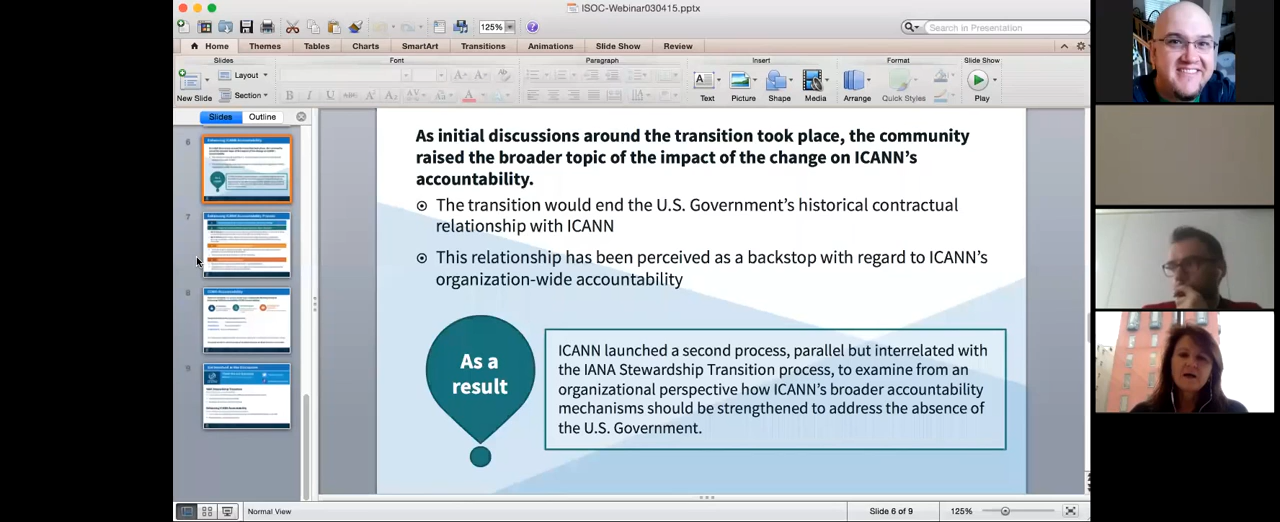 ISOC-Webinar030415.pptx
125%
Search in Presentation
Home
Themes
Tables
Charts
SmartArt
Transitions
Animations
Slide Show
Review
Slides
Font
Paragraph
Insert
Format
Slide Show
New Slide
Layout
Section
B I U
Text
Picture
Shape
Media
Arrange
Quick Styles
Play
Slides
Outline
6
7
8
9
As initial discussions around the transition took place, the community
raised the broader topic of the impact of the change on ICANN's
accountability.
The transition would end the U.S. Government's historical contractual
relationship with ICANN
This relationship has been perceived as a backstop with regard to ICANN's
organization-wide accountability
As a
result
ICANN launched a second process, parallel but interrelated with
the IANA Stewardship Transition process, to examine from an
organizational perspective how ICANN's broader accountability
mechanisms should be strengthened to address the absence of
the U.S. Government.
Normal View
Slide 6 of 9
125%